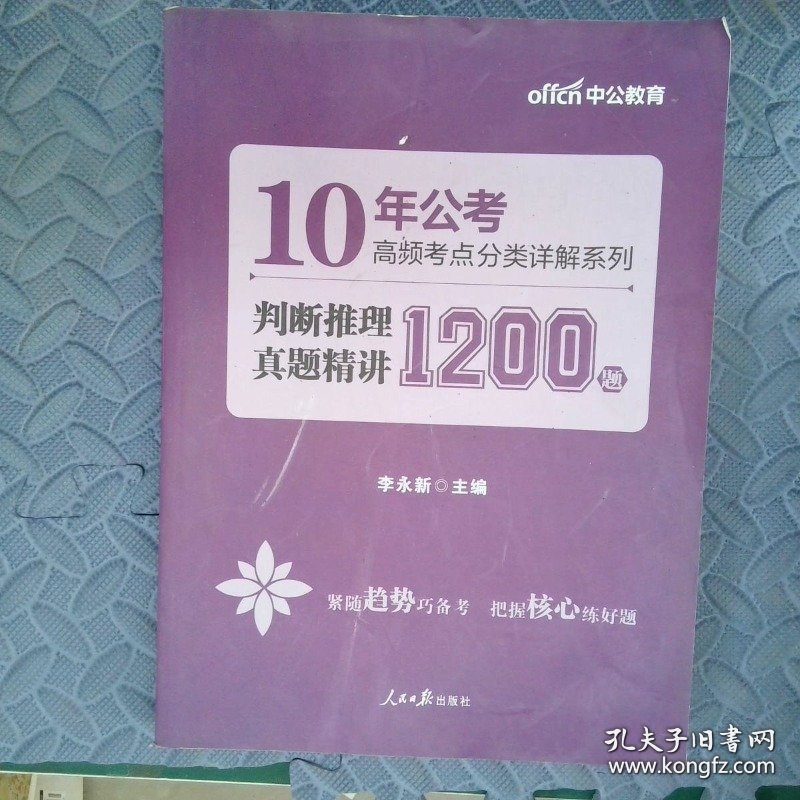 offcn中公教育
10年公考
高频考点分类详解系列
判断推理
真题精讲
1200题
李永新◎主编
紧随趋势巧备考 把握核心练好题
人民日报出版社
孔夫子旧书网
www.kongfz.com